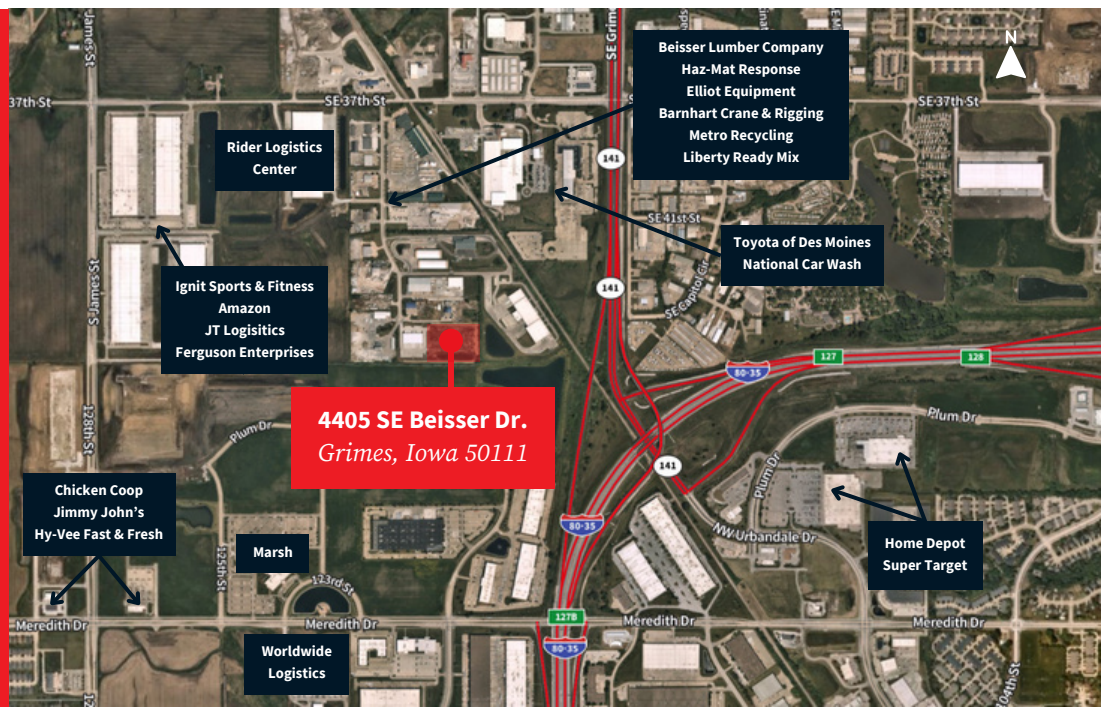 James St
SE Grime
N
Beisser Lumber Company
Haz-Mat Response
Elliot Equipment
Barnhart Crane & Rigging
Metro Recycling
Liberty Ready Mix
37th St
SE 37th St
SE 37th St
141
Rider Logistics
Center
SE 41st St
Toyota of Des Moines
National Car Wash
S James St
Ignit Sports & Fitness
Amazon
JT Logisitics
Ferguson Enterprises
141
SE Capitol Cir
127
128
80-35
4405 SE Beisser Dr.
Grimes, Iowa 50111
128th St
Plum Dr
Plum Dr
Plum Dr
141
Chicken Coop
Jimmy John's
Hy-Vee Fast & Fresh
80-35
NW Urbandale Dr
Home Depot
Super Target
Marsh
125th St
123rd St
Meredith Dr
Meredith Dr
127B
Meredith Dr
Meredith Dr
80-35
Worldwide
Logistics
104th St
12